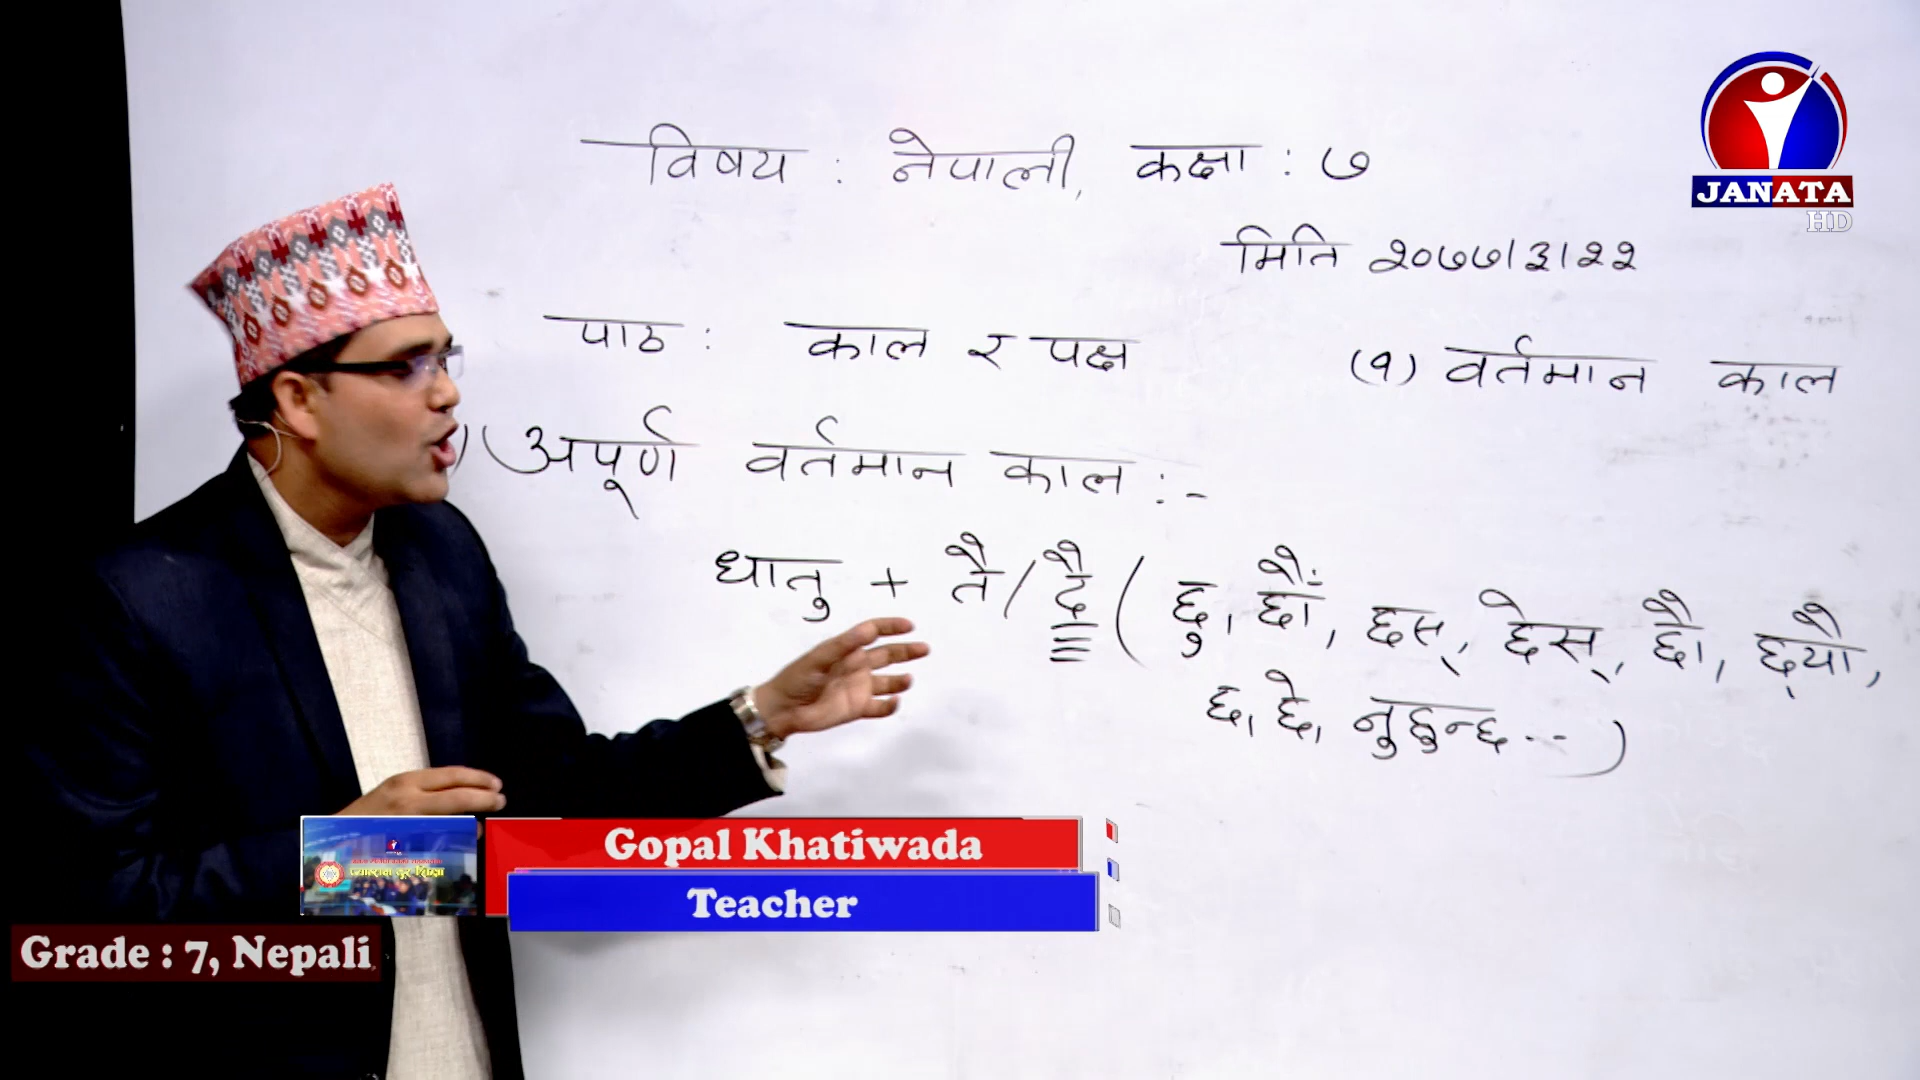 विषय : नेपाली, कक्षा : ७
मिति २०७७।३।२२
पाठ : काल र पक्ष (१) वर्तमान काल
) अपूर्ण वर्तमान काल :-
धातु + तै/दै ( छु, छौं, छस्, छेस्, छौ, छ्यौ,
छ, छे, नुहुन्छ -- )
JANATA
HD
Gopal Khatiwada
Teacher
Grade : 7, Nepali